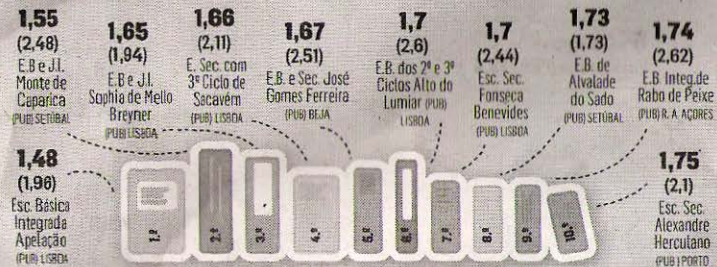 1,48
(1,96)
Esc. Básica
Integrada
Apelação
(PUB) LISBOA
1,55
(2,48)
E.B e J.I.
Monte de
Caparica
(PUB) SETÚBAL
1,65
(1,94)
E.B e J.I.
Sophia de Mello
Breyner
(PUB) LISBOA
1,66
(2,11)
E. Sec. com
3º Ciclo de
Sacavém
(PUB) LISBOA
1,67
(2,51)
E.B. e Sec. José
Gomes Ferreira
(PUB) BEJA
1,7
(2,6)
E.B. dos 2º e 3º
Ciclos Alto do
Lumiar (PUB)
LISBOA
1,7
(2,44)
Esc. Sec.
Fonseca
Benevides
(PUB) LISBOA
1,73
(1,73)
E.B. de
Alvalade
do Sado
(PUB) SETÚBAL
1,74
(2,62)
E.B. Integ.de
Rabo de Peixe
(PUB) R. A. AÇORES
1,75
(2,1)
Esc. Sec.
Alexandre
Herculano
(PUB) PORTO
1.º
2.º
3.º
4.º
5.º
6.º
7.º
8.º
9.º
10.º